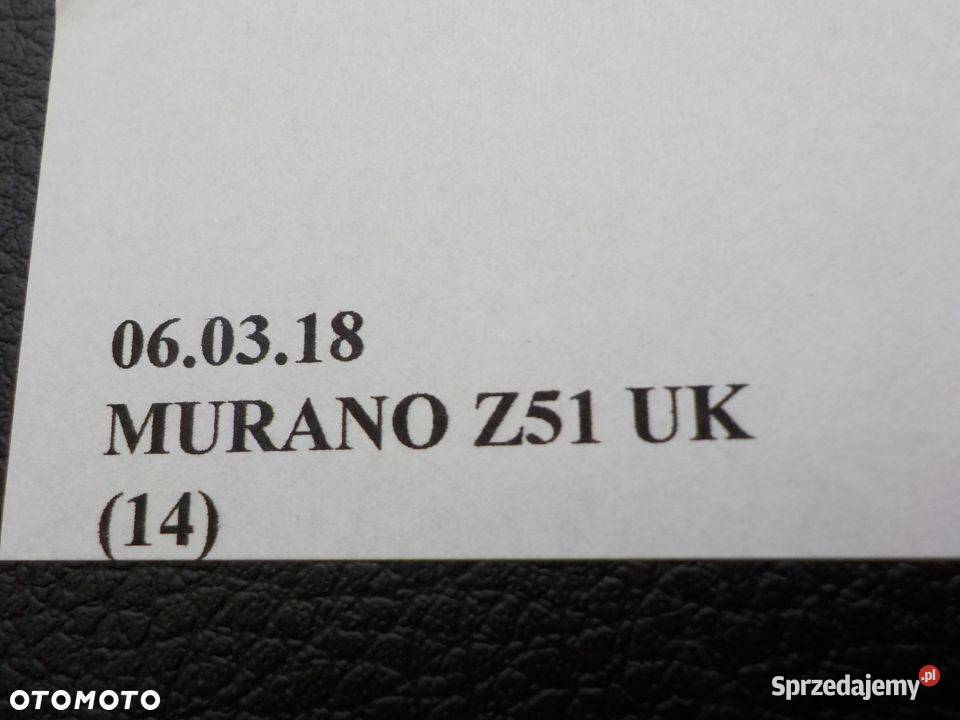 06.03.18
MURANO Z51 UK
(14)
OTOMOTO
Sprzedajemy.pl